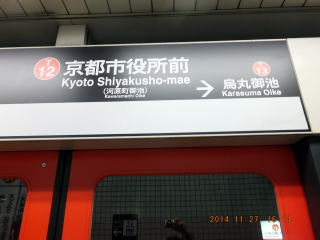 T
12
京都市役所前
Kyoto Shiyakusho-mae
(河原町御池)
Kawaramachi Oike
→
T
13
烏丸御池
Karasuma Oike
2014.11.27